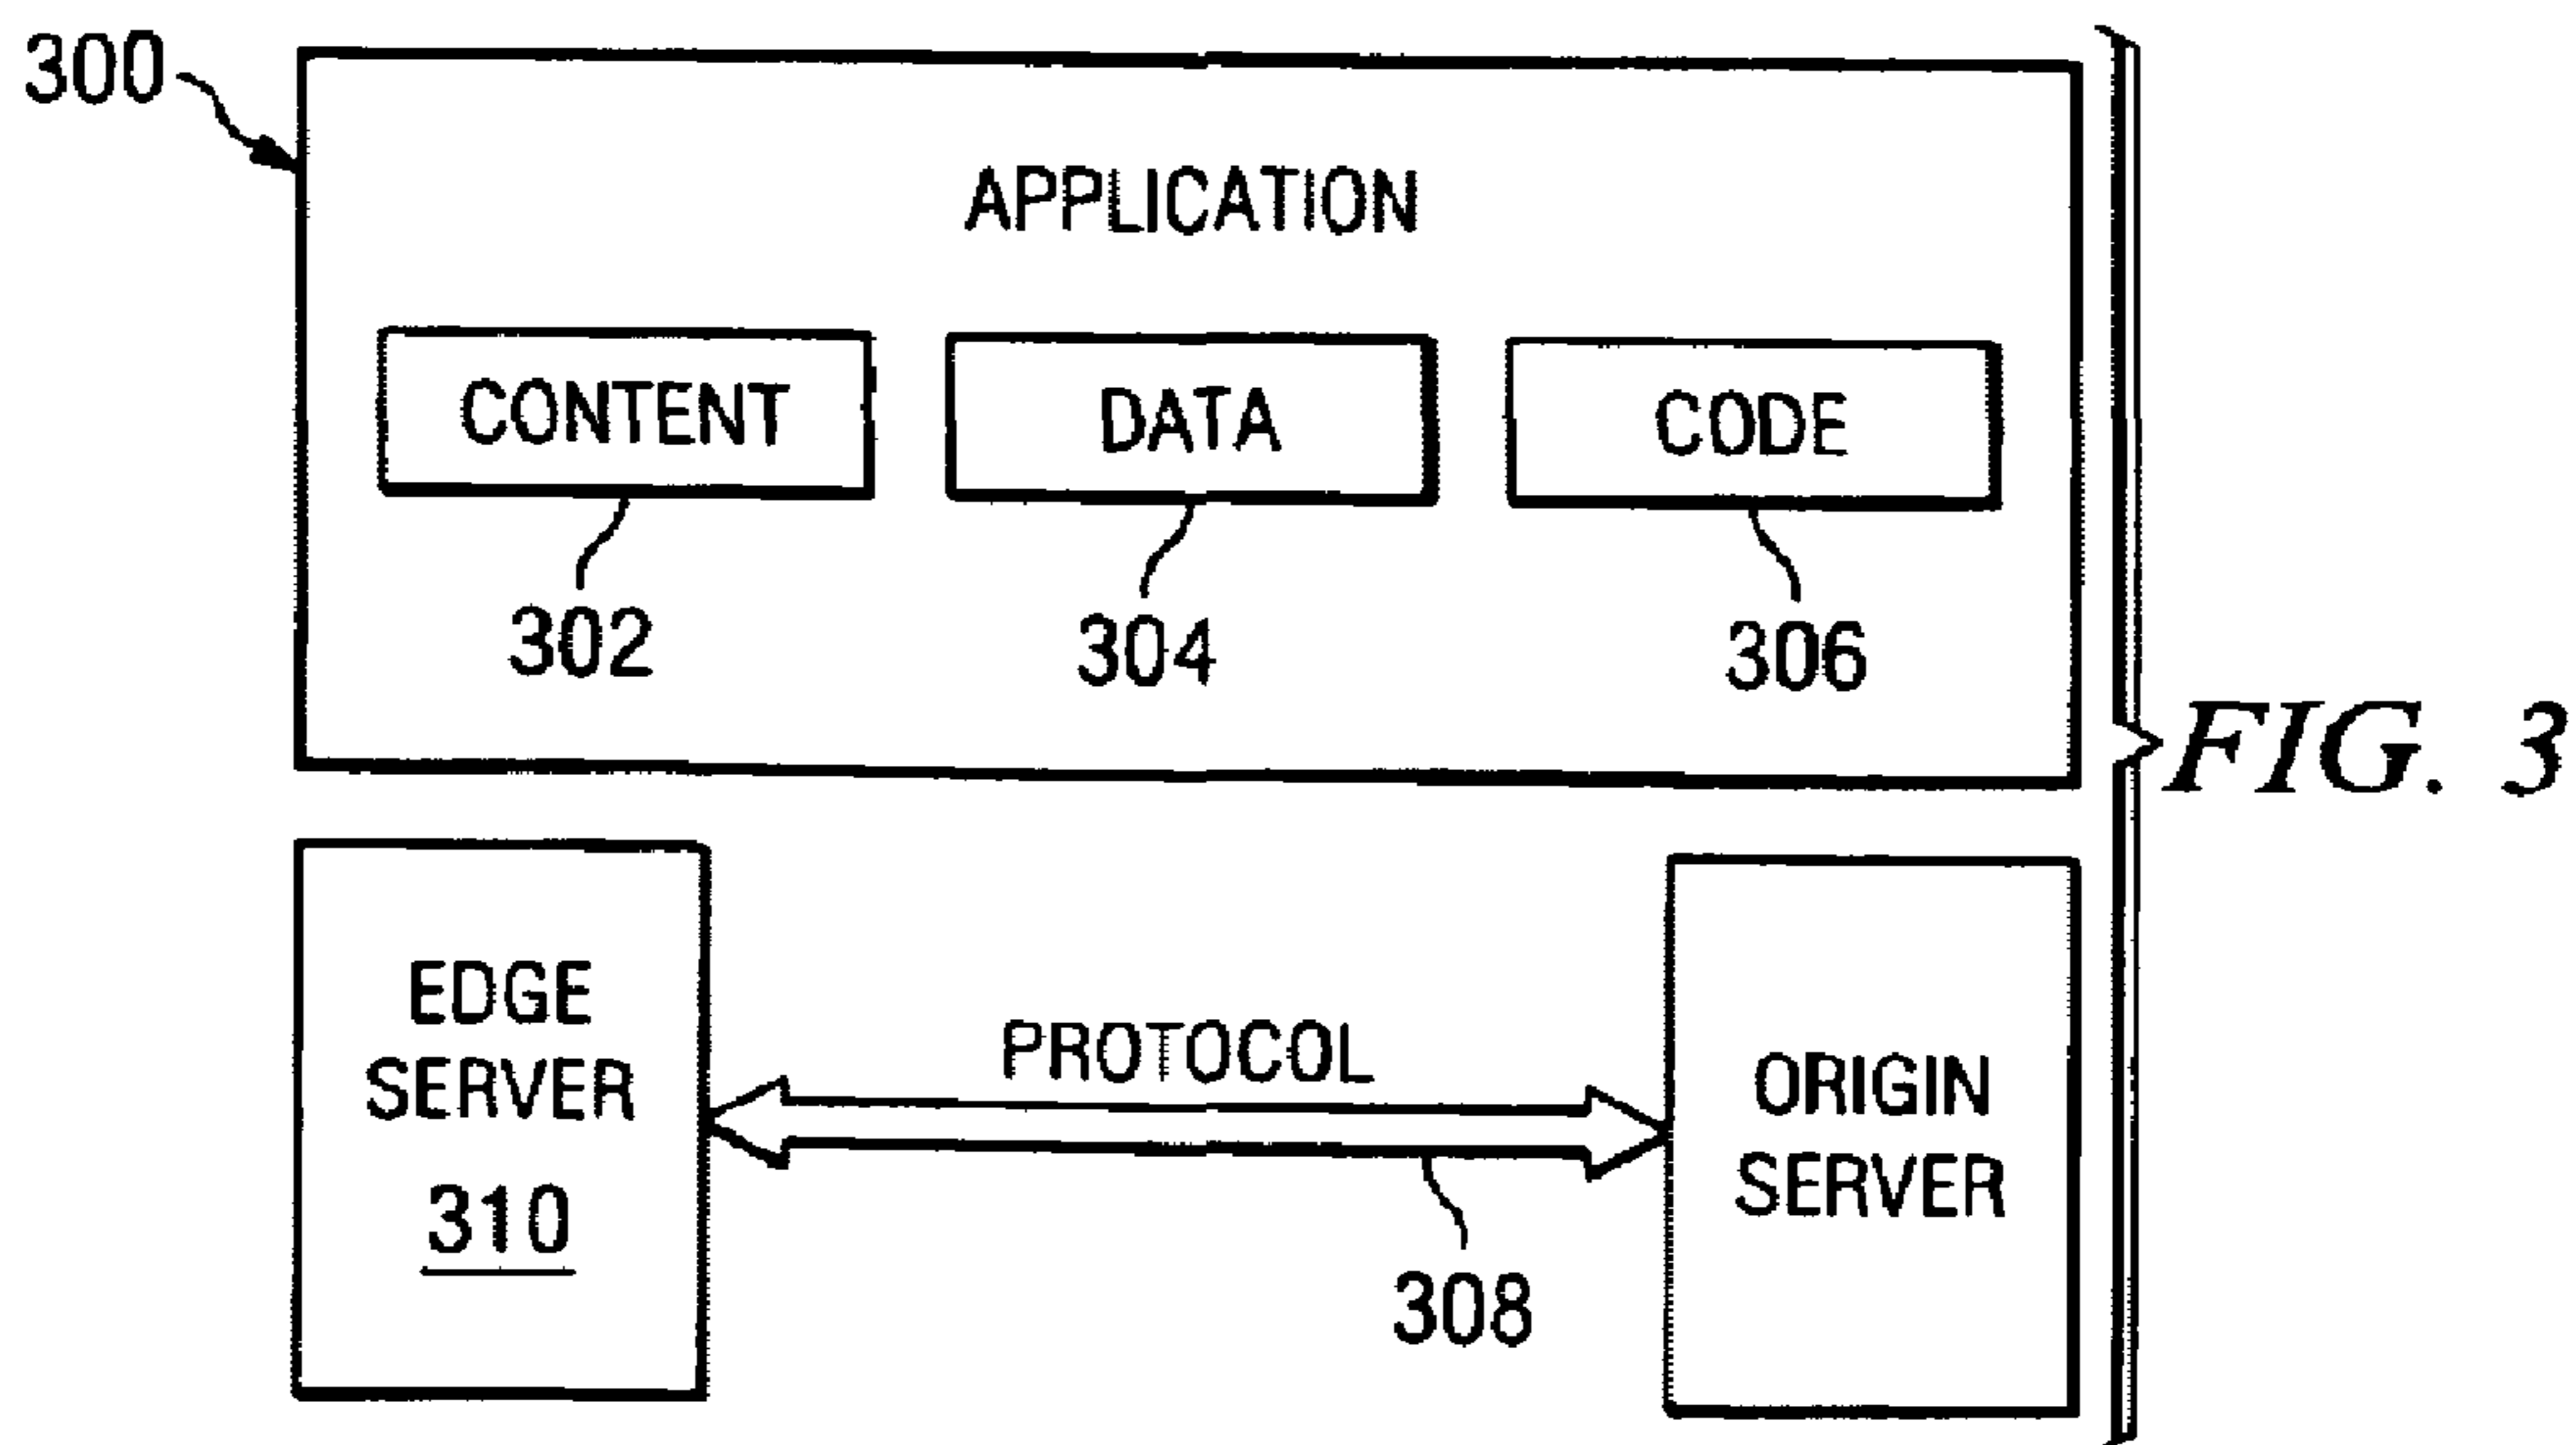 300
APPLICATION
CONTENT
DATA
CODE
302
304
306
FIG. 3
EDGE
SERVER
310
PROTOCOL
308
ORIGIN
SERVER